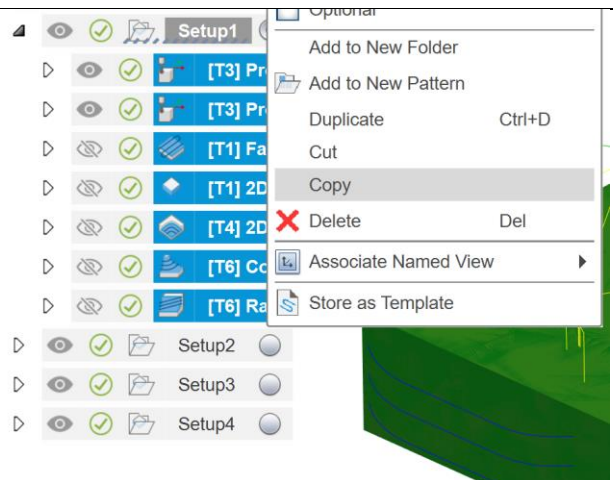 Optional
Setup1
Add to New Folder
[T3] Pr
Add to New Pattern
[T3] Pr
Duplicate Ctrl+D
[T1] Fa
Cut
[T1] 2D
Copy
[T4] 2D
Delete Del
[T6] Co
Associate Named View
[T6] Ra
Store as Template
Setup2
Setup3
Setup4